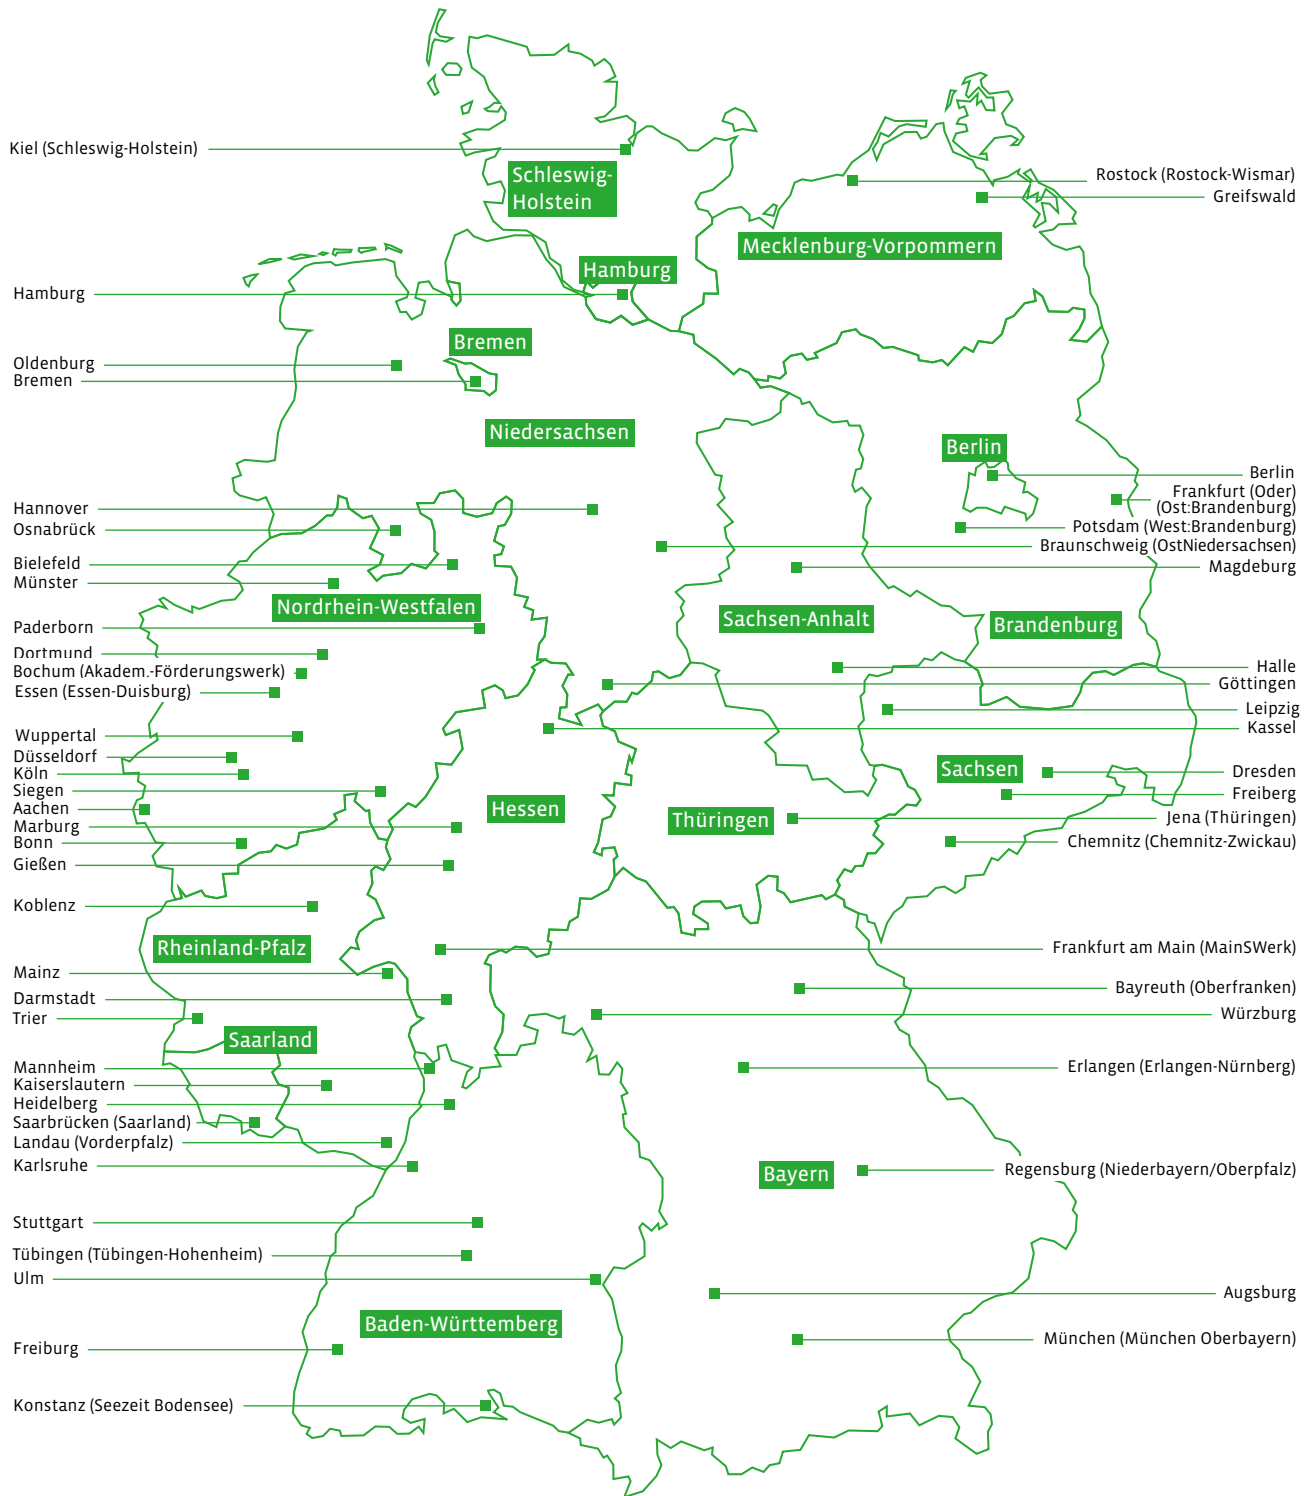 Kiel (Schleswig-Holstein)
Schleswig-
Holstein
Rostock (Rostock-Wismar)
Greifswald
Mecklenburg-Vorpommern
Hamburg
Hamburg
Bremen
Oldenburg
Bremen
Niedersachsen
Berlin
Berlin
Frankfurt (Oder)
(Ost:Brandenburg)
Hannover
Osnabrück
Potsdam (West:Brandenburg)
Braunschweig (OstNiedersachsen)
Bielefeld
Magdeburg
Münster
Nordrhein-Westfalen
Sachsen-Anhalt
Brandenburg
Paderborn
Dortmund
Bochum (Akadem.-Förderungswerk)
Halle
Göttingen
Essen (Essen-Duisburg)
Leipzig
Kassel
Wuppertal
Düsseldorf
Köln
Sachsen
Dresden
Siegen
Freiberg
Aachen
Hessen
Thüringen
Jena (Thüringen)
Marburg
Bonn
Chemnitz (Chemnitz-Zwickau)
Gießen
Koblenz
Rheinland-Pfalz
Frankfurt am Main (MainSWerk)
Mainz
Bayreuth (Oberfranken)
Darmstadt
Trier
Würzburg
Saarland
Mannheim
Erlangen (Erlangen-Nürnberg)
Kaiserslautern
Heidelberg
Saarbrücken (Saarland)
Landau (Vorderpfalz)
Karlsruhe
Bayern
Regensburg (Niederbayern/Oberpfalz)
Stuttgart
Tübingen (Tübingen-Hohenheim)
Ulm
Augsburg
Baden-Württemberg
München (München Oberbayern)
Freiburg
Konstanz (Seezeit Bodensee)